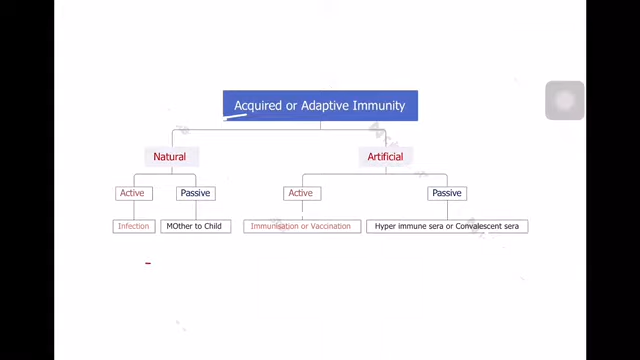 Acquired or Adaptive Immunity
Natural
Artificial
Active
Passive
Active
Passive
Infection
MOther to Child
Immunisation or Vaccination
Hyper immune sera or Convalescent sera